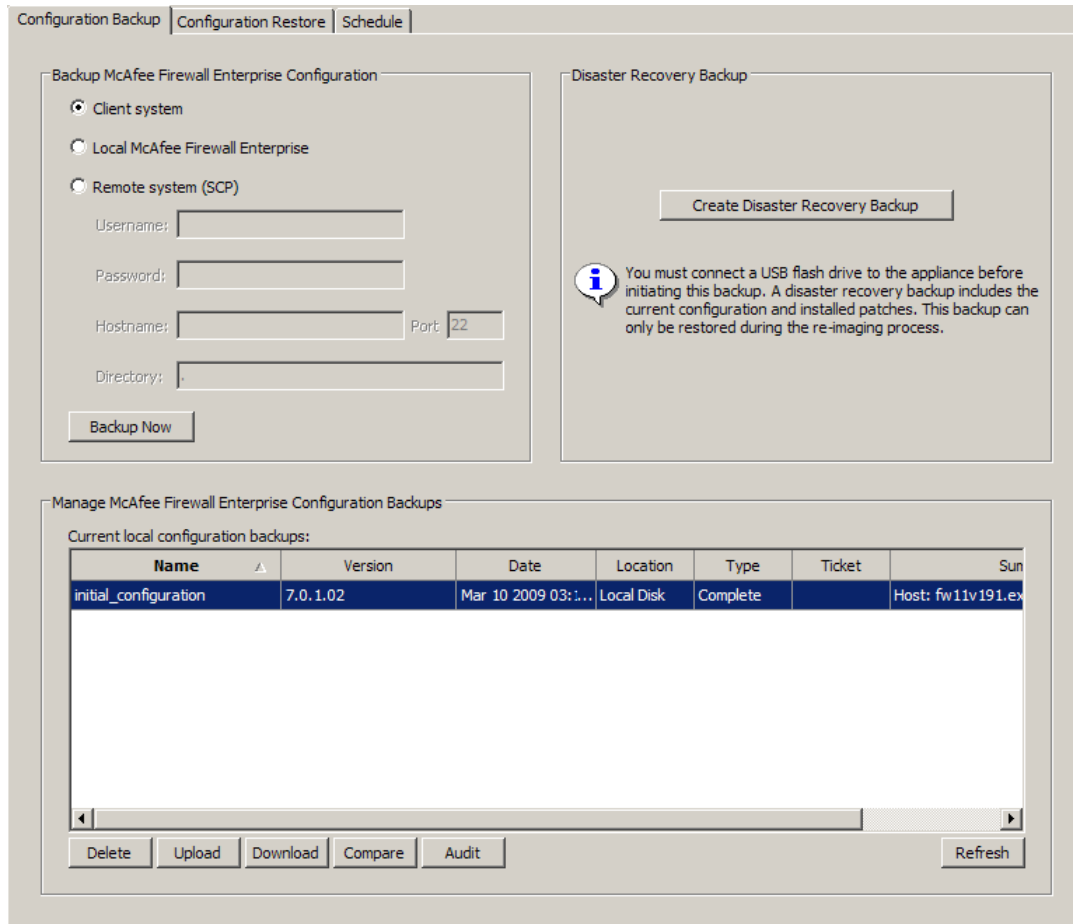 Configuration Backup Configuration Restore Schedule
Backup McAfee Firewall Enterprise Configuration
Client system
Local McAfee Firewall Enterprise
Remote system (SCP)
Username:
Password:
Hostname: Port 22
Directory: .
Backup Now
Disaster Recovery Backup
Create Disaster Recovery Backup
You must connect a USB flash drive to the appliance before
initiating this backup. A disaster recovery backup includes the
current configuration and installed patches. This backup can
only be restored during the re-imaging process.
Manage McAfee Firewall Enterprise Configuration Backups
Current local configuration backups:
Name Version Date Location Type Ticket Sum
initial_configuration 7.0.1.02 Mar 10 2009 03:1... Local Disk Complete Host: fw11v191.ex
Delete Upload Download Compare Audit Refresh